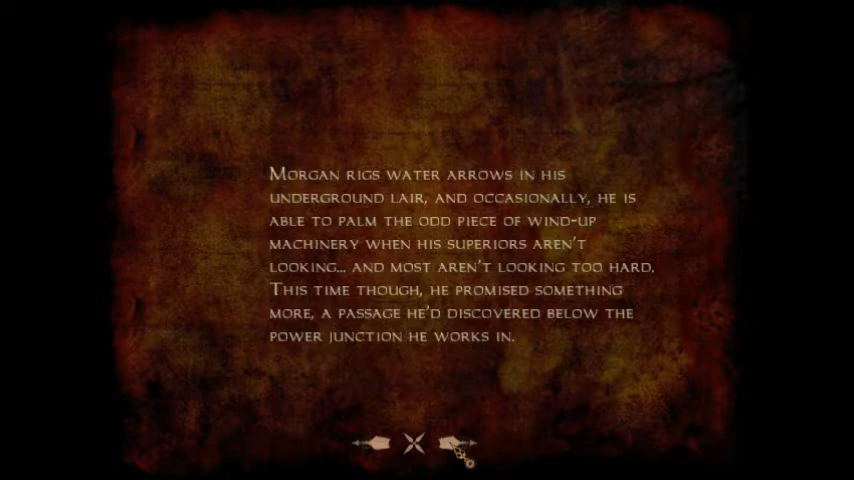 Morgan rigs water arrows in his
underground lair, and occasionally, he is
able to palm the odd piece of wind-up
machinery when his superiors aren't
looking... and most aren't looking too hard.
This time though, he promised something
more, a passage he'd discovered below the
power junction he works in.